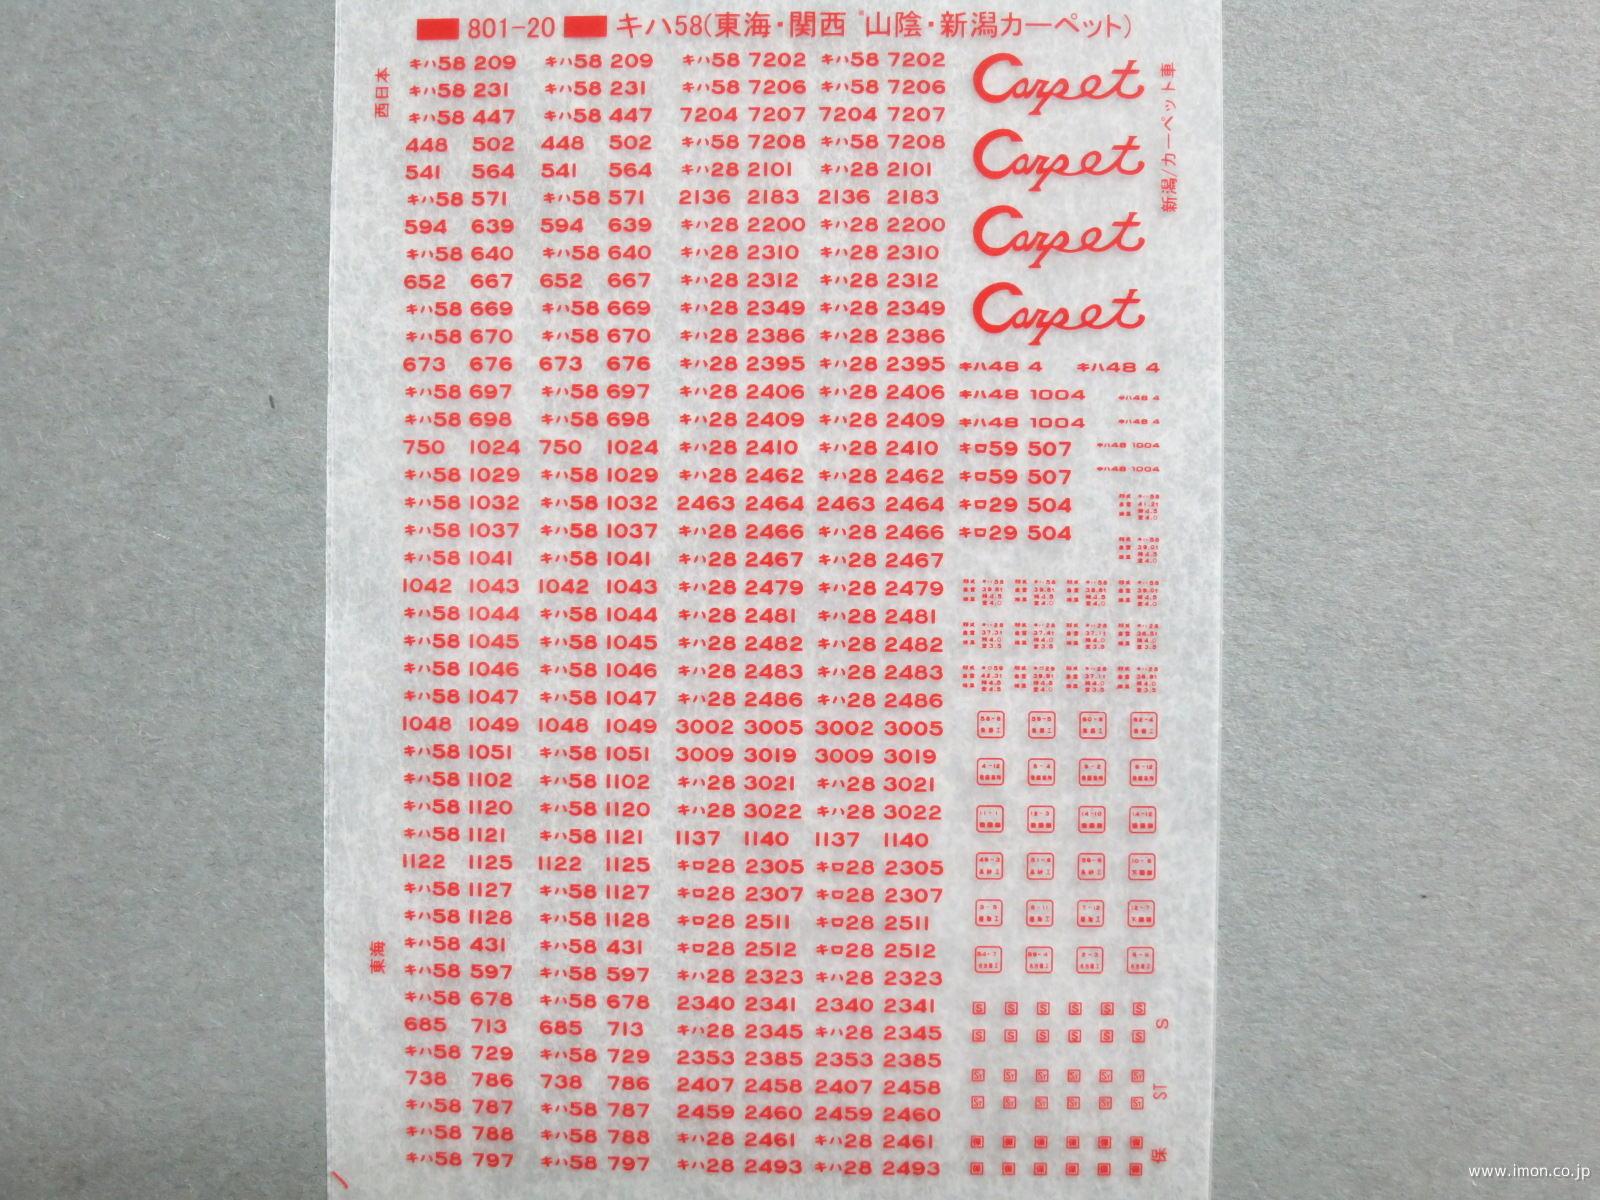 801-20 キハ58(東海・関西 山陰・新潟カーペット)
西日本
キハ58 209 キハ58 209 キハ58 7202 キハ58 7202
キハ58 231 キハ58 231 キハ58 7206 キハ58 7206
キハ58 447 キハ58 447 7204 7207 7204 7207
448 502 448 502 キハ58 7208 キハ58 7208
541 564 541 564 キハ28 2101 キハ28 2101
キハ58 571 キハ58 571 2136 2183 2136 2183
594 639 594 639 キハ28 2200 キハ28 2200
キハ58 640 キハ58 640 キハ28 2310 キハ28 2310
652 667 652 667 キハ28 2312 キハ28 2312
キハ58 669 キハ58 669 キハ28 2349 キハ28 2349
キハ58 670 キハ58 670 キハ28 2386 キハ28 2386
673 676 673 676 キハ28 2395 キハ28 2395
キハ58 697 キハ58 697 キハ28 2406 キハ28 2406
キハ58 698 キハ58 698 キハ28 2409 キハ28 2409
750 1024 750 1024 キハ28 2410 キハ28 2410
キハ58 1029 キハ58 1029 キハ28 2462 キハ28 2462
キハ58 1032 キハ58 1032 2463 2464 2463 2464
キハ58 1037 キハ58 1037 キハ28 2466 キハ28 2466
キハ58 1041 キハ58 1041 キハ28 2467 キハ28 2467
1042 1043 1042 1043 キハ28 2479 キハ28 2479
キハ58 1044 キハ58 1044 キハ28 2481 キハ28 2481
キハ58 1045 キハ58 1045 キハ28 2482 キハ28 2482
キハ58 1046 キハ58 1046 キハ28 2483 キハ28 2483
キハ58 1047 キハ58 1047 キハ28 2486 キハ28 2486
1048 1049 1048 1049 3002 3005 3002 3005
キハ58 1051 キハ58 1051 3009 3019 3009 3019
キハ58 1102 キハ58 1102 キハ28 3021 キハ28 3021
キハ58 1120 キハ58 1120 キハ28 3022 キハ28 3022
キハ58 1121 キハ58 1121 1137 1140 1137 1140
1122 1125 1122 1125 キロ28 2305 キロ28 2305
キハ58 1127 キハ58 1127 キロ28 2307 キロ28 2307
キハ58 1128 キハ58 1128 キロ28 2511 キロ28 2511
東海
キハ58 431 キハ58 431 キロ28 2512 キロ28 2512
キハ58 597 キハ58 597 キハ28 2323 キハ28 2323
キハ58 678 キハ58 678 2340 2341 2340 2341
685 713 685 713 キハ28 2345 キハ28 2345
キハ58 729 キハ58 729 2353 2385 2353 2385
738 786 738 786 2407 2458 2407 2458
キハ58 787 キハ58 787 2459 2460 2459 2460
キハ58 788 キハ58 788 キハ28 2461 キハ28 2461
キハ58 797 キハ58 797 キハ28 2493 キハ28 2493
新潟/カーペット車
Carpet
Carpet
Carpet
Carpet
キハ48 4 キハ48 4
キハ48 1004 キハ48 4
キハ48 1004 キハ48 4
キロ59 507 キハ48 1004
キロ59 507 キハ48 1004
キロ29 504
キロ29 504
S S S S S S
S S S S S S
S
ST ST ST ST ST ST
ST ST ST ST ST ST
ST
保
www.imon.co.jp